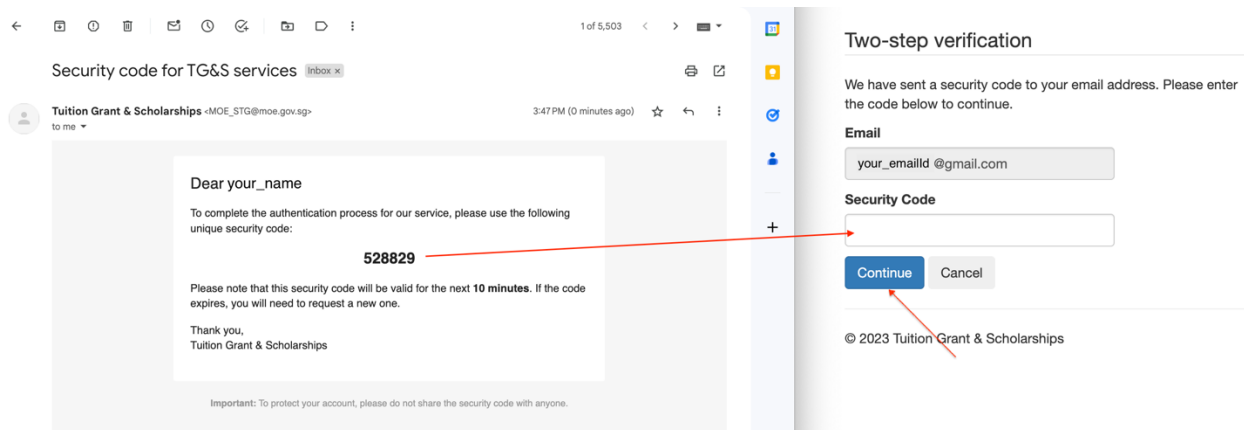 1 of 5,503
31
Security code for TG&S services Inbox ×
Tuition Grant & Scholarships <MOE_STG@moe.gov.sg>
3:47 PM (0 minutes ago)
to me
Dear your_name
To complete the authentication process for our service, please use the following
unique security code:
528829
Please note that this security code will be valid for the next 10 minutes. If the code
expires, you will need to request a new one.
Thank you,
Tuition Grant & Scholarships
Important: To protect your account, please do not share the security code with anyone.
Two-step verification
We have sent a security code to your email address. Please enter
the code below to continue.
Email
your_emailId @gmail.com
Security Code
Continue
Cancel
© 2023 Tuition Grant & Scholarships